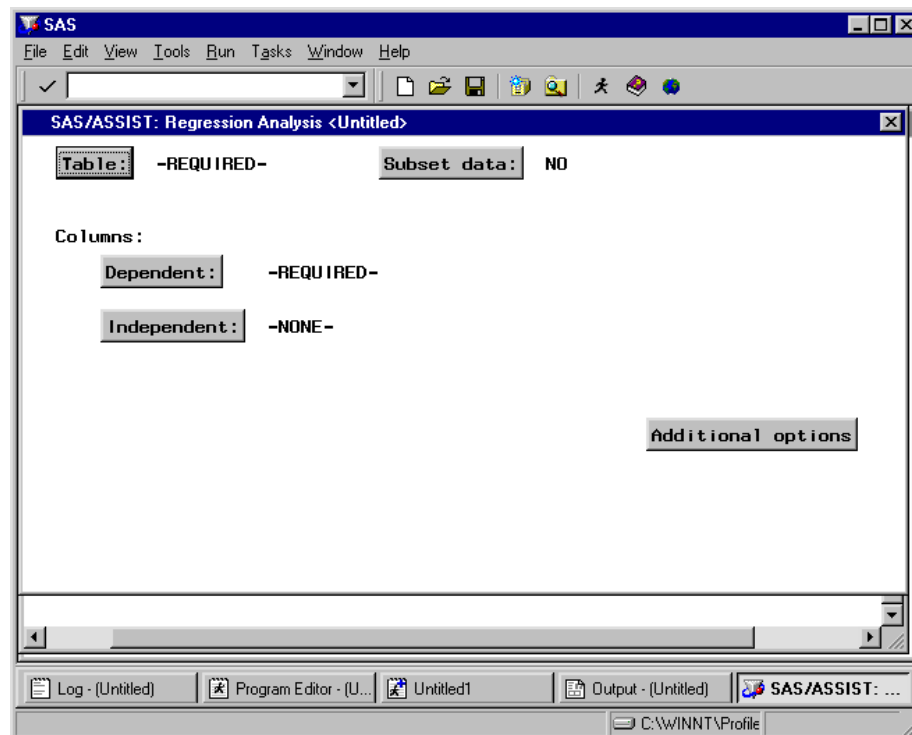 SAS
File Edit View Tools Run Tasks Window Help
SAS/ASSIST: Regression Analysis <Untitled>
Table: -REQUIRED- Subset data: NO
Columns:
Dependent: -REQUIRED-
Independent: -NONE-
Additional options
Log - (Untitled) Program Editor - (U... Untitled1 Output - (Untitled) SAS/ASSIST: ...
C:\WINNT\Profile